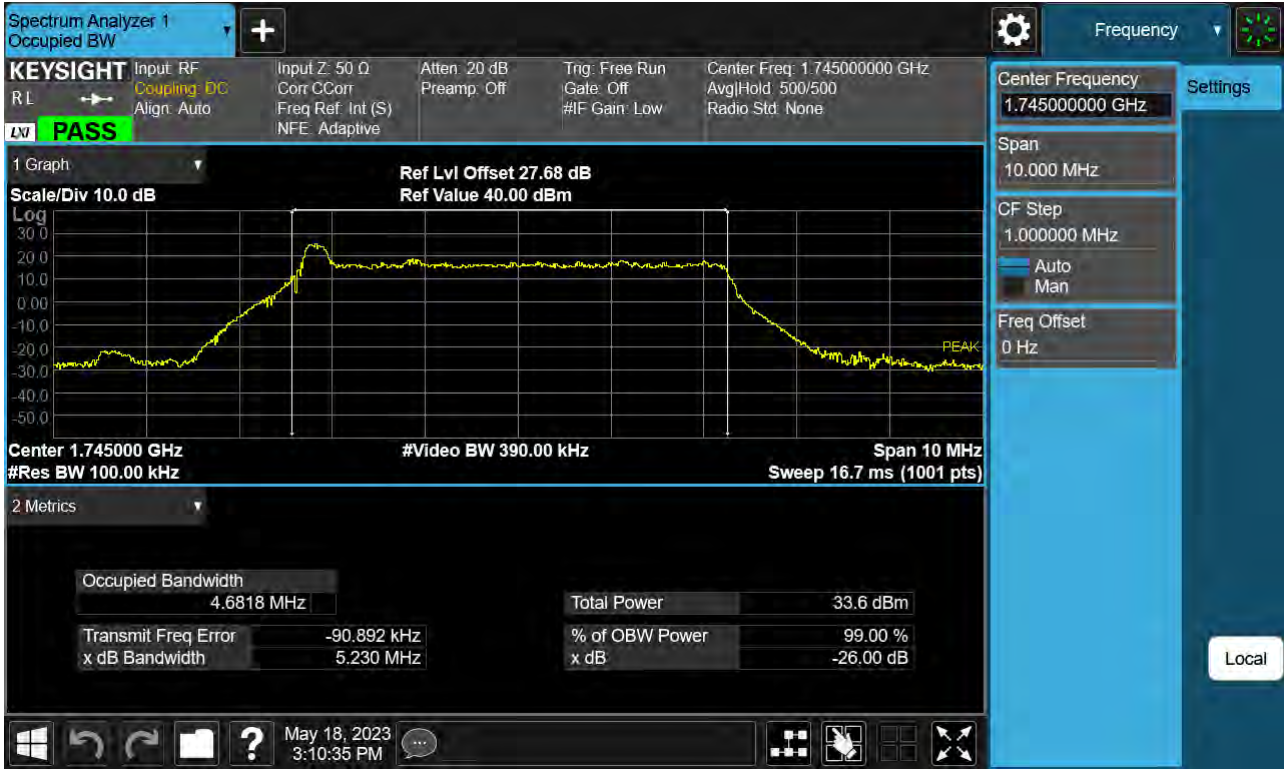 Spectrum Analyzer 1
Occupied BW
+
Frequency
KEYSIGHT
R L
LXI
PASS
Input: RF
Coupling: DC
Align: Auto
Input Z: 50 Ω
Corr CCorr
Freq Ref: Int (S)
NFE: Adaptive
Atten: 20 dB
Preamp: Off
Trig: Free Run
Gate: Off
#IF Gain: Low
Center Freq: 1.745000000 GHz
Avg|Hold: 500/500
Radio Std: None
Center Frequency
1.745000000 GHz
Settings
Span
10.000 MHz
CF Step
1.000000 MHz
Auto
Man
Freq Offset
0 Hz
Local
1 Graph
Scale/Div 10.0 dB
Ref Lvl Offset 27.68 dB
Ref Value 40.00 dBm
Log
30.0
20.0
10.0
0.00
-10.0
-20.0
-30.0
-40.0
-50.0
PEAK
Center 1.745000 GHz
#Video BW 390.00 kHz
Span 10 MHz
#Res BW 100.00 kHz
Sweep 16.7 ms (1001 pts)
2 Metrics
Occupied Bandwidth
4.6818 MHz
Total Power 33.6 dBm
Transmit Freq Error -90.892 kHz
% of OBW Power 99.00 %
x dB Bandwidth 5.230 MHz
x dB -26.00 dB
?
May 18, 2023
3:10:35 PM